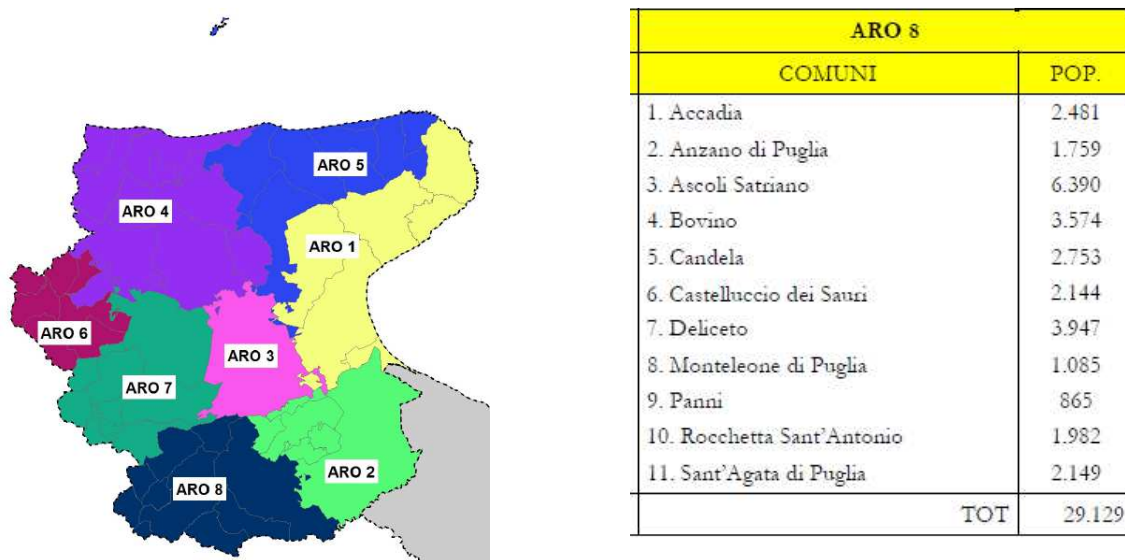 ARO 5
ARO 4
ARO 1
ARO 6
ARO 3
ARO 7
ARO 2
ARO 8
ARO 8
COMUNI POP.
1. Accadia 2.481
2. Anzano di Puglia 1.759
3. Ascoli Satriano 6.390
4. Bovino 3.574
5. Candela 2.753
6. Castelluccio dei Sauri 2.144
7. Deliceto 3.947
8. Monteleone di Puglia 1.085
9. Panni 865
10. Rocchetta Sant'Antonio 1.982
11. Sant'Agata di Puglia 2.149
TOT 29.129